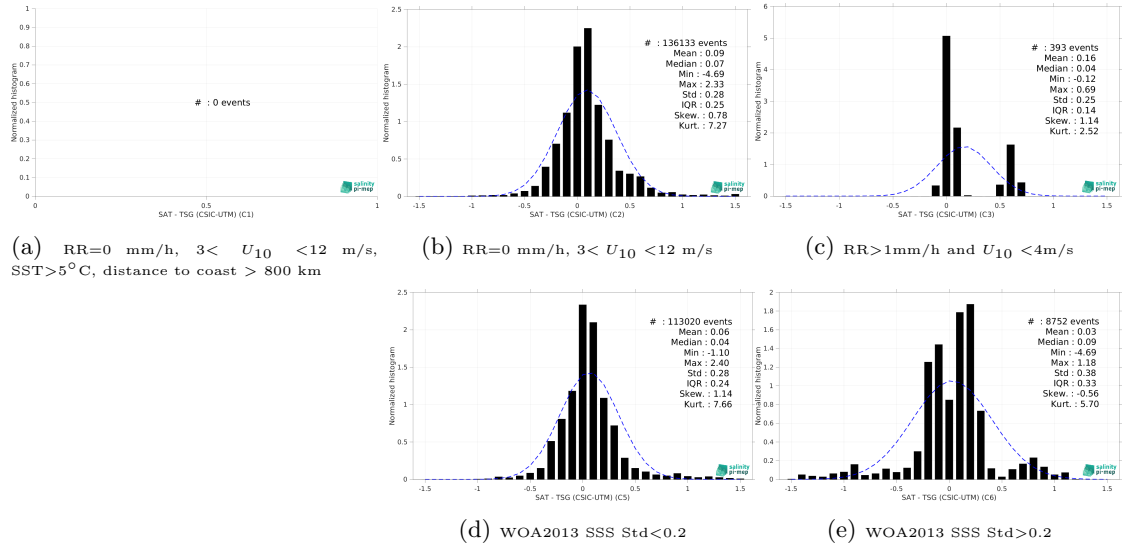 1
0.9
0.8
0.7
0.6
0.5
0.4
0.3
0.2
0.1
0
Normalized histogram
# : 0 events
salinity
pi-mep
0 0.5 1
SAT - TSG (CSIC-UTM) (C1)
(a) RR=0 mm/h, 3< U10 <12 m/s,
SST>5°C, distance to coast > 800 km
2.5
2
1.5
1
0.5
0
Normalized histogram
# : 136133 events
Mean : 0.09
Median : 0.07
Min : -4.69
Max : 2.33
Std : 0.28
IQR : 0.25
Skew. : 0.78
Kurt. : 7.27
salinity
pi-mep
-1.5 -1 -0.5 0 0.5 1 1.5
SAT - TSG (CSIC-UTM) (C2)
(b) RR=0 mm/h, 3< U10 <12 m/s
6
5
4
3
2
1
0
Normalized histogram
# : 393 events
Mean : 0.16
Median : 0.04
Min : -0.12
Max : 0.69
Std : 0.25
IQR : 0.14
Skew. : 1.14
Kurt. : 2.52
salinity
pi-mep
-1.5 -1 -0.5 0 0.5 1 1.5
SAT - TSG (CSIC-UTM) (C3)
(c) RR>1mm/h and U10 <4m/s
2.5
2
1.5
1
0.5
0
Normalized histogram
# : 113020 events
Mean : 0.06
Median : 0.04
Min : -1.10
Max : 2.40
Std : 0.28
IQR : 0.24
Skew. : 1.14
Kurt. : 7.66
salinity
pi-mep
-1.5 -1 -0.5 0 0.5 1 1.5
SAT - TSG (CSIC-UTM) (C5)
(d) WOA2013 SSS Std<0.2
2
1.8
1.6
1.4
1.2
1
0.8
0.6
0.4
0.2
0
Normalized histogram
# : 8752 events
Mean : 0.03
Median : 0.09
Min : -4.69
Max : 1.18
Std : 0.38
IQR : 0.33
Skew. : -0.56
Kurt. : 5.70
salinity
pi-mep
-1.5 -1 -0.5 0 0.5 1 1.5
SAT - TSG (CSIC-UTM) (C6)
(e) WOA2013 SSS Std>0.2